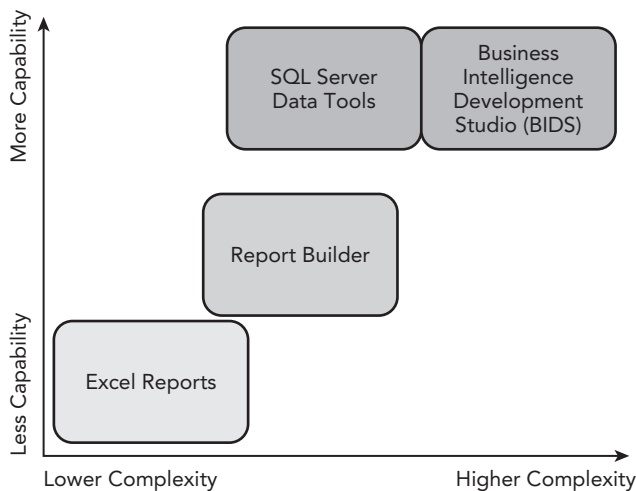 More Capability
SQL Server
Data Tools
Business
Intelligence
Development
Studio (BIDS)
Report Builder
Less Capability
Excel Reports
Lower Complexity
Higher Complexity